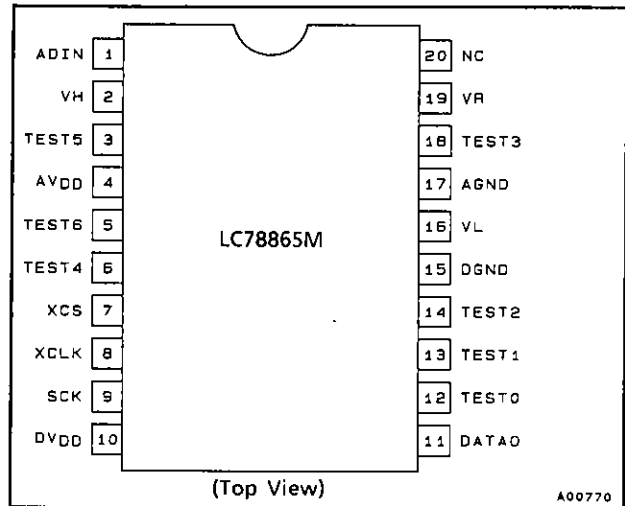 ADIN 1
VH 2
TEST5 3
AVDD 4
TEST6 5
TEST4 6
XCS 7
XCLK 8
SCK 9
DVDD 10
LC78865M
20 NC
19 VR
18 TEST3
17 AGND
16 VL
15 DGND
14 TEST2
13 TEST1
12 TEST0
11 DATAO
(Top View)
A00770